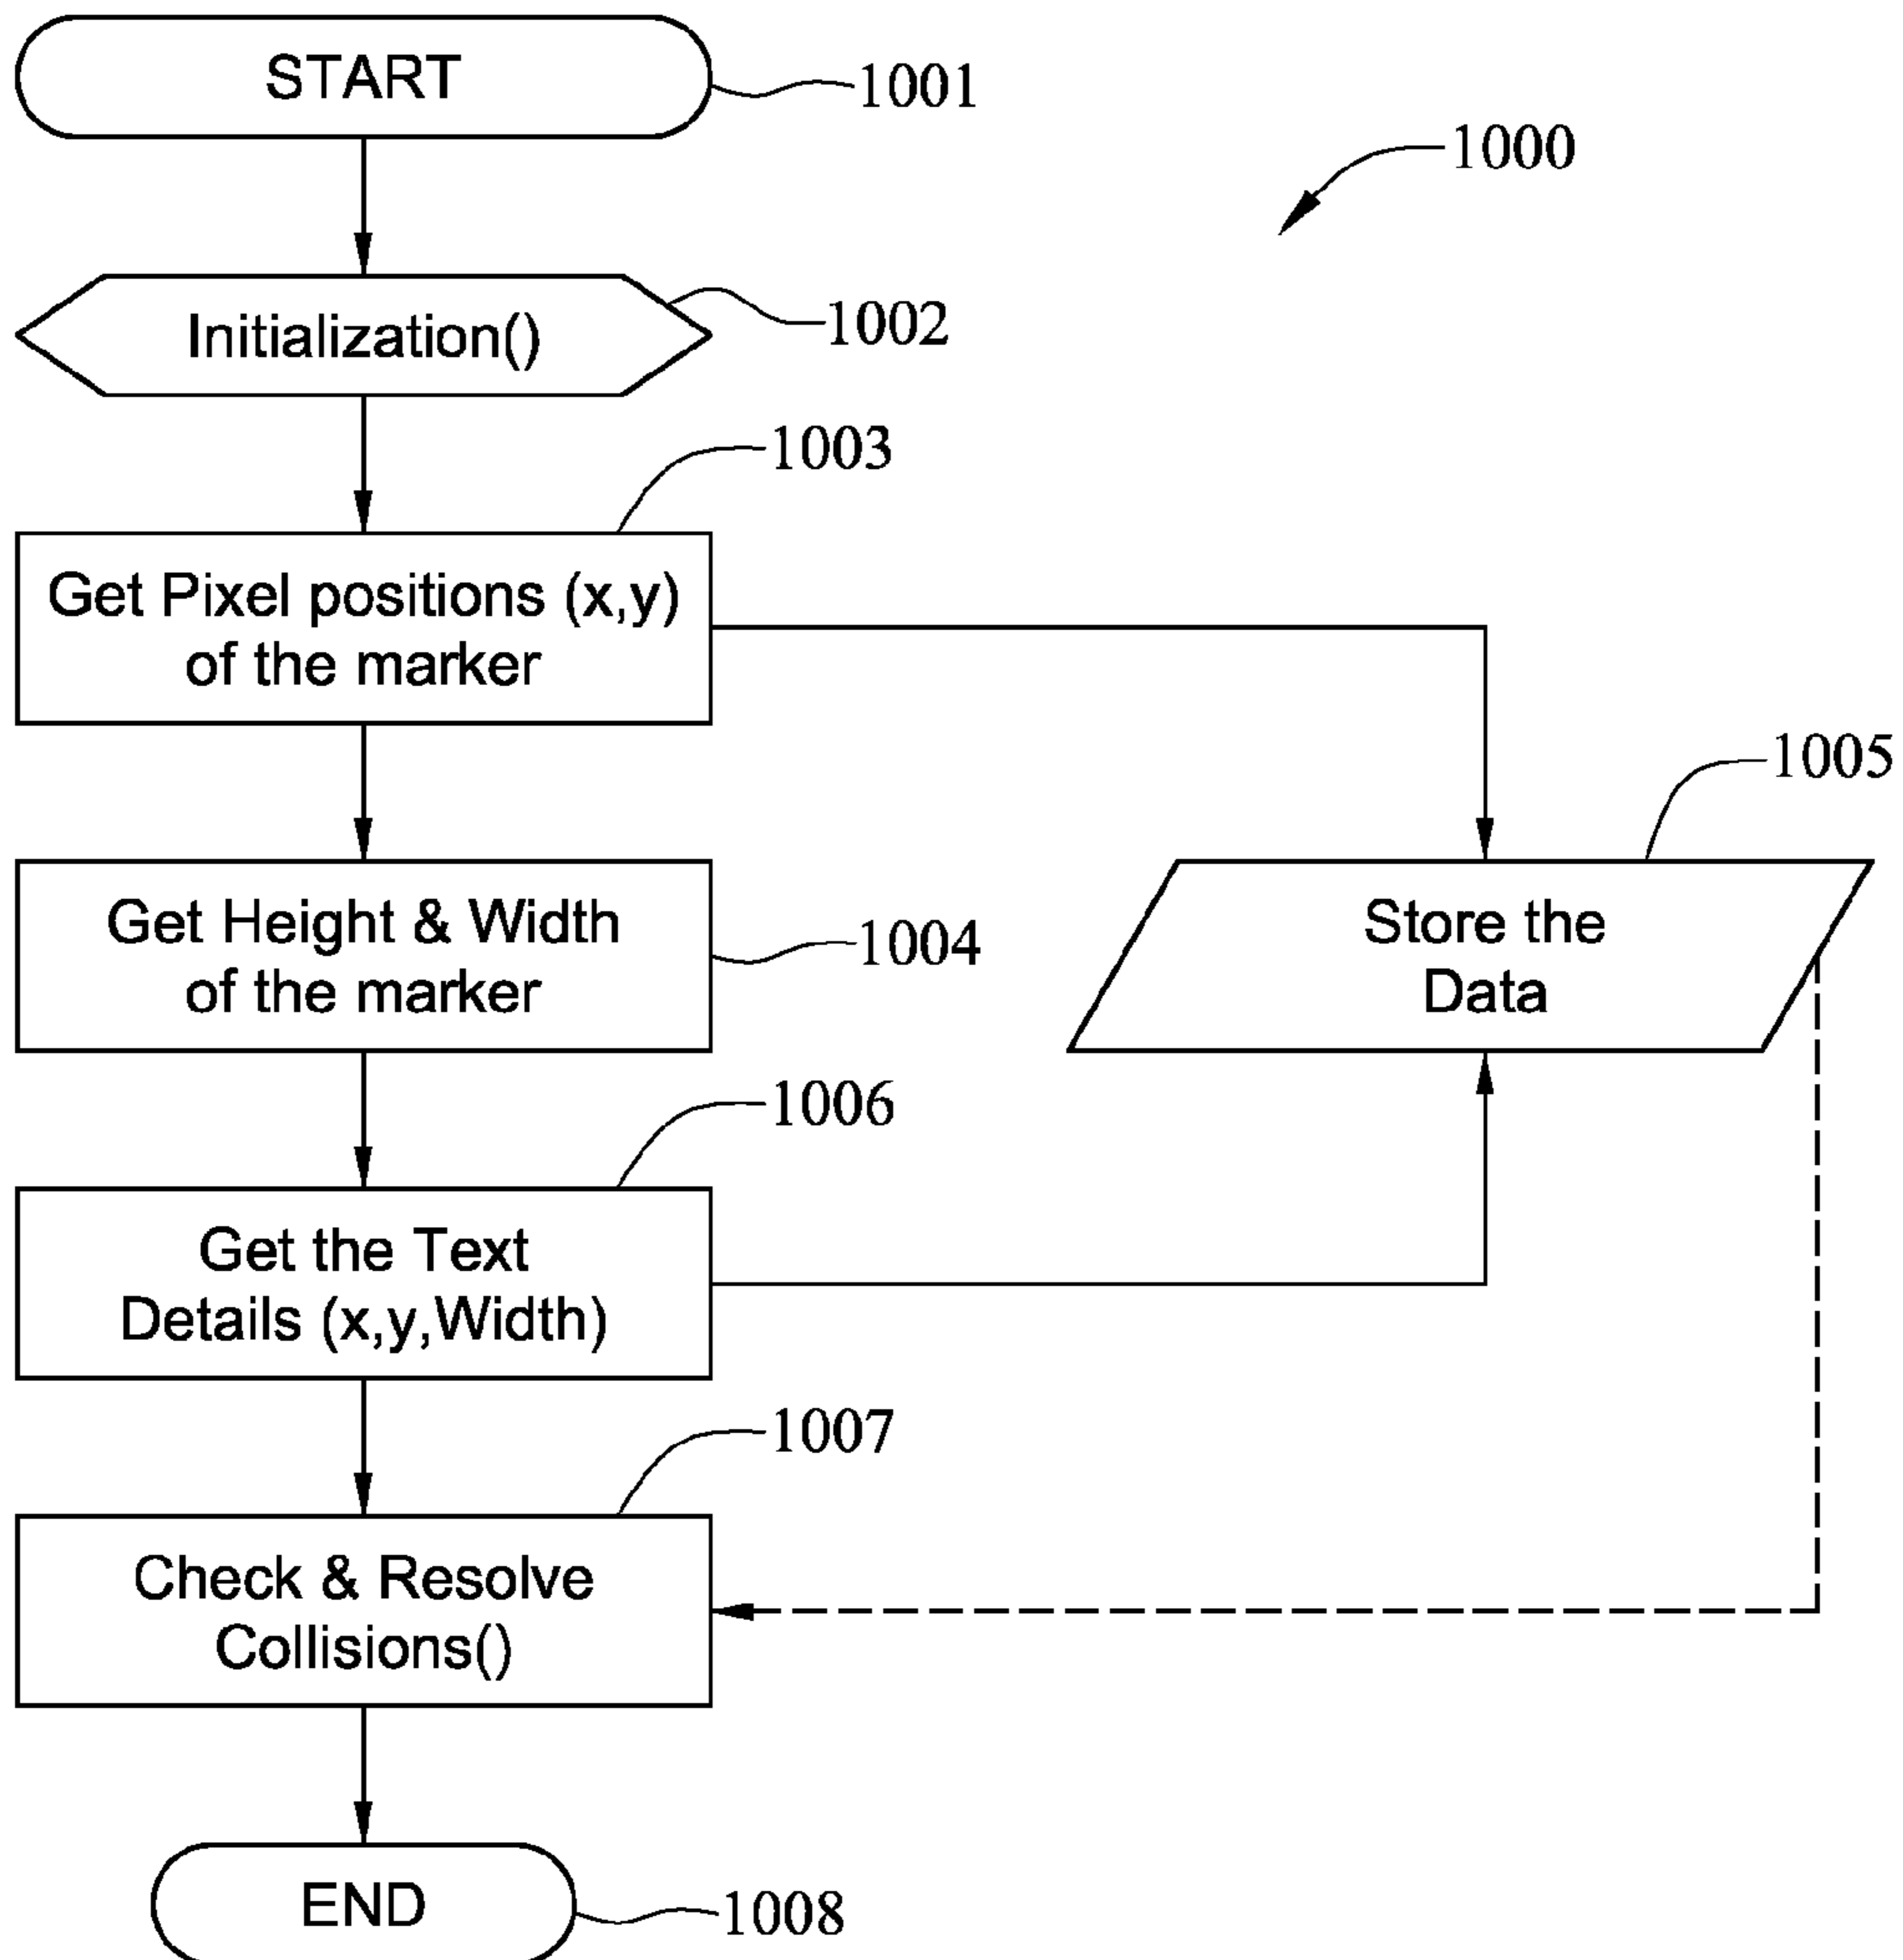 START
1001
1000
Initialization()
1002
1003
Get Pixel positions (x,y)
of the marker
1005
Get Height & Width
of the marker
1004
Store the
Data
1006
Get the Text
Details (x,y,Width)
1007
Check & Resolve
Collisions()
END
1008